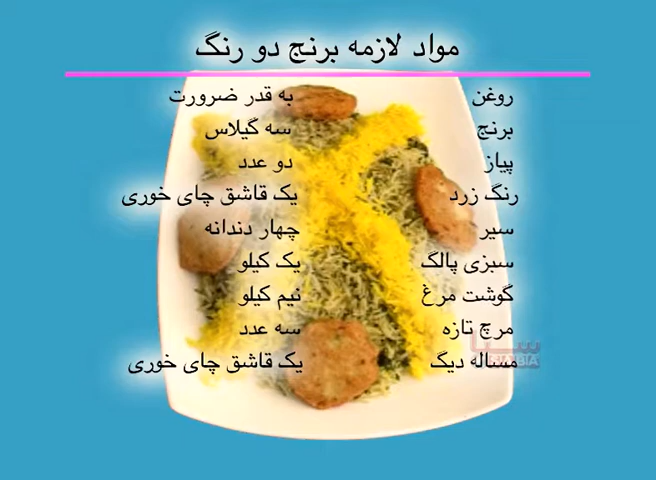 مواد لازمه برنج دو رنگ
روغن به قدر ضرورت
برنج سه گیلاس
پیاز دو عدد
رنگ زرد یک قاشق چای خوری
سیر چهار دندانه
سبزی پالگ یک کیلو
گوشت مرغ نیم کیلو
مرچ تازه سه عدد
مساله دیگ یک قاشق چای خوری